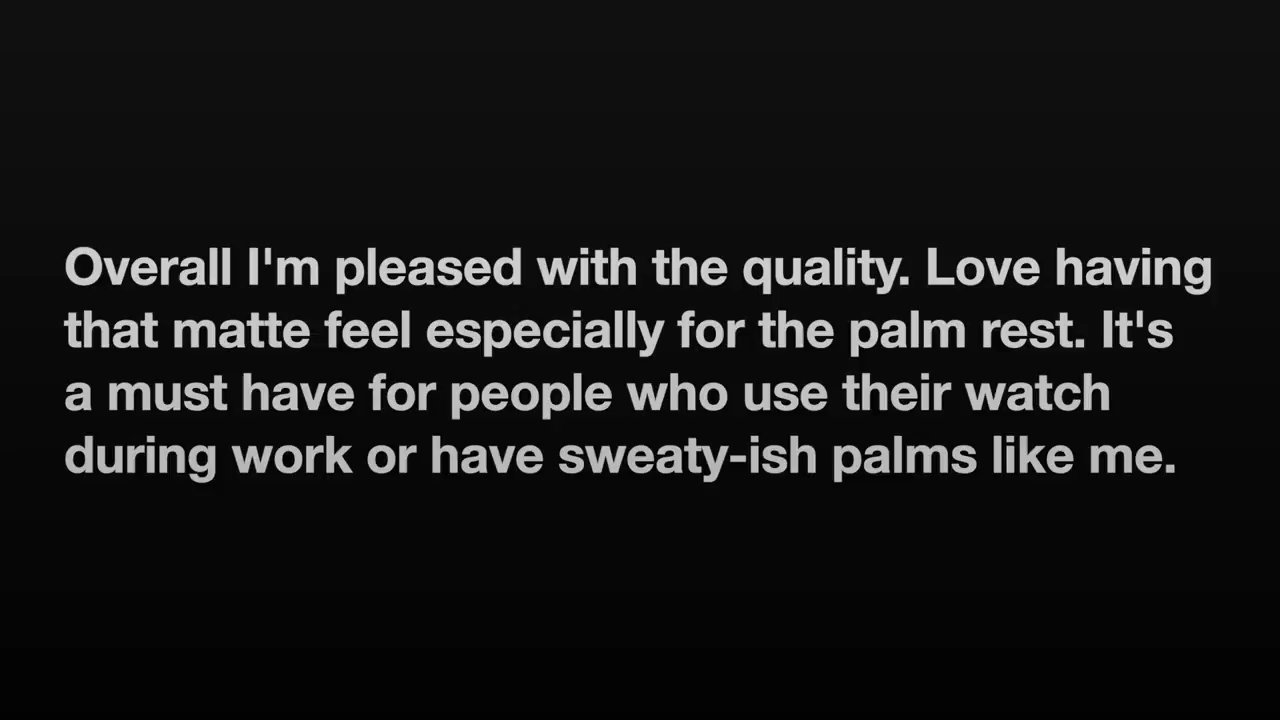 Overall I'm pleased with the quality. Love having
that matte feel especially for the palm rest. It's
a must have for people who use their watch
during work or have sweaty-ish palms like me.